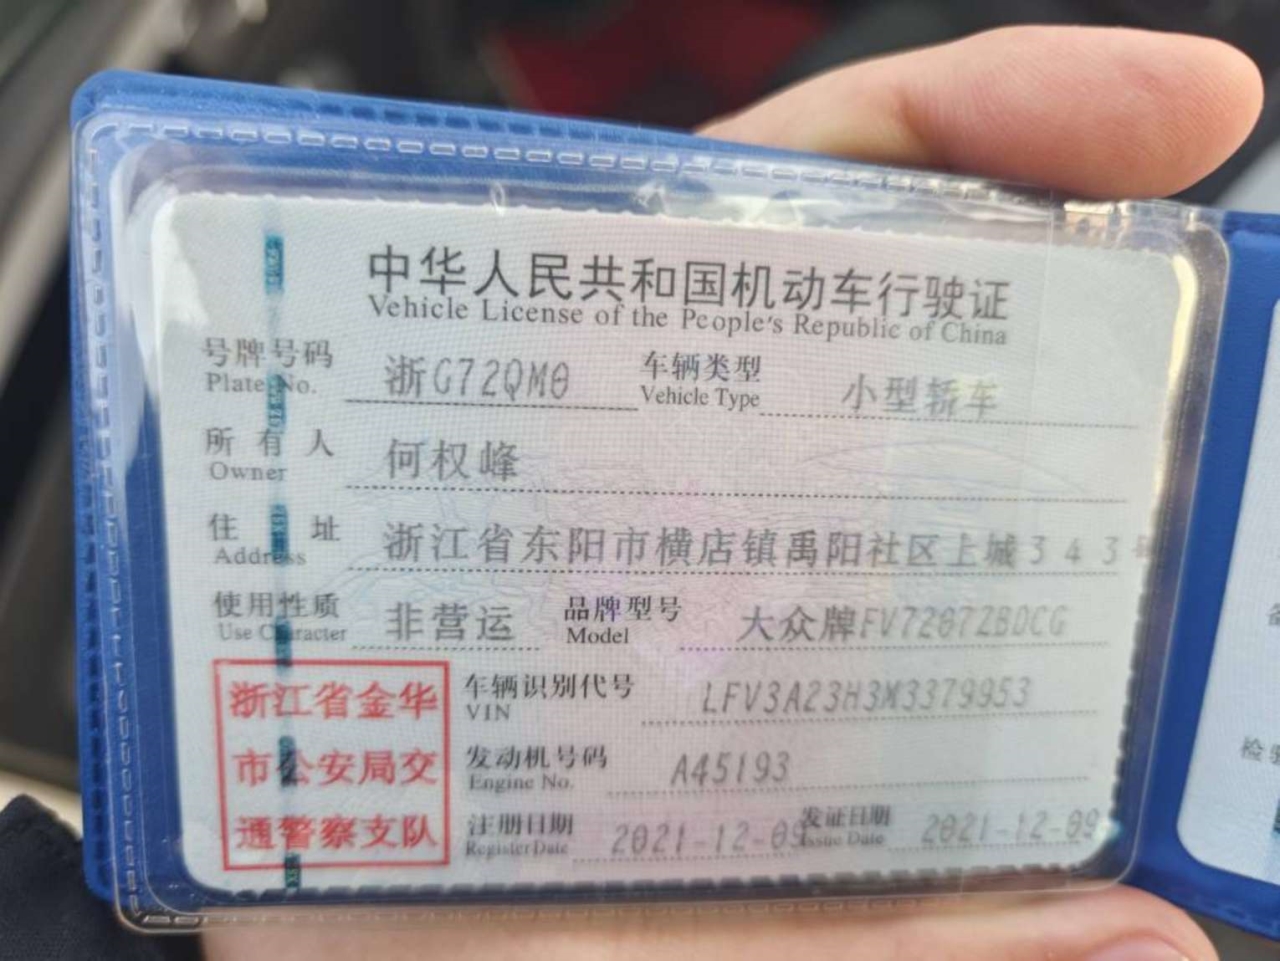 中华人民共和国机动车行驶证
Vehicle License of the People's Republic of China
号牌号码 浙G72QM0 车辆类型 小型轿车
Plate No. Vehicle Type
所有人 何权峰
Owner
住址 浙江省东阳市横店镇禹阳社区上城343号
Address
使用性质 非营运 品牌型号 大众牌FV7207ZBDCG
Use Character Model
浙江省金华 车辆识别代号 LFV3A23H3M3379953
VIN
市公安局交 发动机号码 A45193
Engine No.
通警察支队 注册日期 2021-12-09 发证日期 2021-12-09
Register Date Issue Date
检验